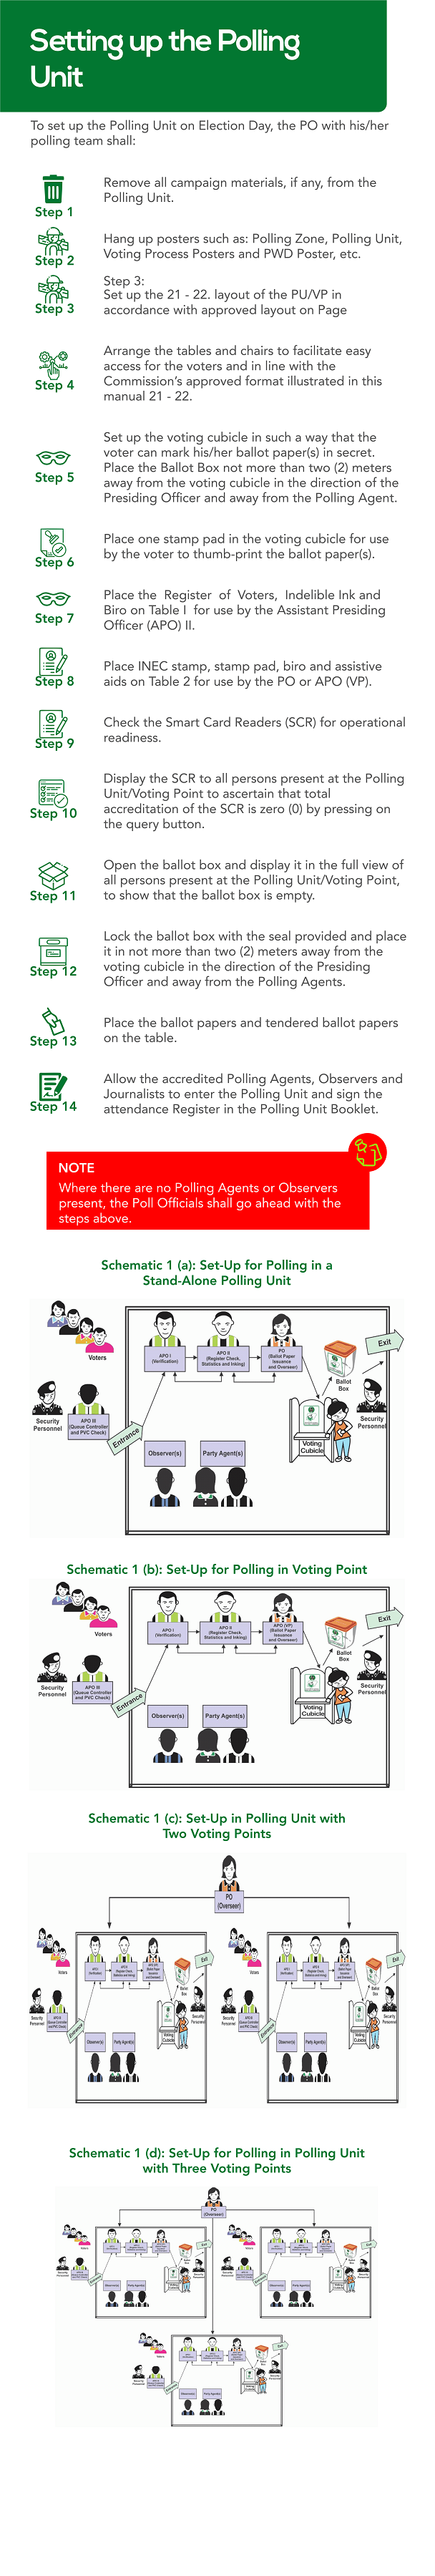 Setting up the Polling
Unit
To set up the Polling Unit on Election Day, the PO with his/her
polling team shall:
Step 1
Remove all campaign materials, if any, from the
Polling Unit.
Step 2
Hang up posters such as: Polling Zone, Polling Unit,
Voting Process Posters and PWD Poster, etc.
Step 3
Step 3:
Set up the 21 - 22. layout of the PU/VP in
accordance with approved layout on Page
Step 4
Arrange the tables and chairs to facilitate easy
access for the voters and in line with the
Commission's approved format illustrated in this
manual 21 - 22.
Step 5
Set up the voting cubicle in such a way that the
voter can mark his/her ballot paper(s) in secret.
Place the Ballot Box not more than two (2) meters
away from the voting cubicle in the direction of the
Presiding Officer and away from the Polling Agent.
Step 6
Place one stamp pad in the voting cubicle for use
by the voter to thumb-print the ballot paper(s).
Step 7
Place the Register of Voters, Indelible Ink and
Biro on Table I for use by the Assistant Presiding
Officer (APO) II.
Step 8
Place INEC stamp, stamp pad, biro and assistive
aids on Table 2 for use by the PO or APO (VP).
Step 9
Check the Smart Card Readers (SCR) for operational
readiness.
Step 10
Display the SCR to all persons present at the Polling
Unit/Voting Point to ascertain that total
accreditation of the SCR is zero (0) by pressing on
the query button.
Step 11
Open the ballot box and display it in the full view of
all persons present at the Polling Unit/Voting Point,
to show that the ballot box is empty.
Step 12
Lock the ballot box with the seal provided and place
it in not more than two (2) meters away from the
voting cubicle in the direction of the Presiding
Officer and away from the Polling Agents.
Step 13
Place the ballot papers and tendered ballot papers
on the table.
Step 14
Allow the accredited Polling Agents, Observers and
Journalists to enter the Polling Unit and sign the
attendance Register in the Polling Unit Booklet.
NOTE
Where there are no Polling Agents or Observers
present, the Poll Officials shall go ahead with the
steps above.
Schematic 1 (a): Set-Up for Polling in a
Stand-Alone Polling Unit
Voters
APO I
(Verification)
APO II
(Register Check,
Statistics and Inking)
PO
(Ballot Paper
Issuance
and Overseer)
Exit
Ballot
Box
Security
Personnel
APO III
(Queue Controller
and PVC Check)
Entrance
Security
Personnel
Observer(s)
Party Agent(s)
Voting
Cubicle
Schematic 1 (b): Set-Up for Polling in Voting Point
Voters
APO I
(Verification)
APO II
(Register Check,
Statistics and Inking)
APO (VP)
(Ballot Paper
Issuance
and Overseer)
Exit
Ballot
Box
Security
Personnel
APO III
(Queue Controller
and PVC Check)
Entrance
Security
Personnel
Observer(s)
Party Agent(s)
Voting
Cubicle
Schematic 1 (c): Set-Up in Polling Unit with
Two Voting Points
PO
(Overseer)
Voters
Exit
Ballot
Box
Security
Personnel
Entrance
Observer(s)
Party Agent(s)
Voting
Cubicle
Security
Personnel
Voters
Exit
Ballot
Box
Security
Personnel
Entrance
Observer(s)
Party Agent(s)
Voting
Cubicle
Security
Personnel
Schematic 1 (d): Set-Up for Polling in Polling Unit
with Three Voting Points
PO
(Overseer)